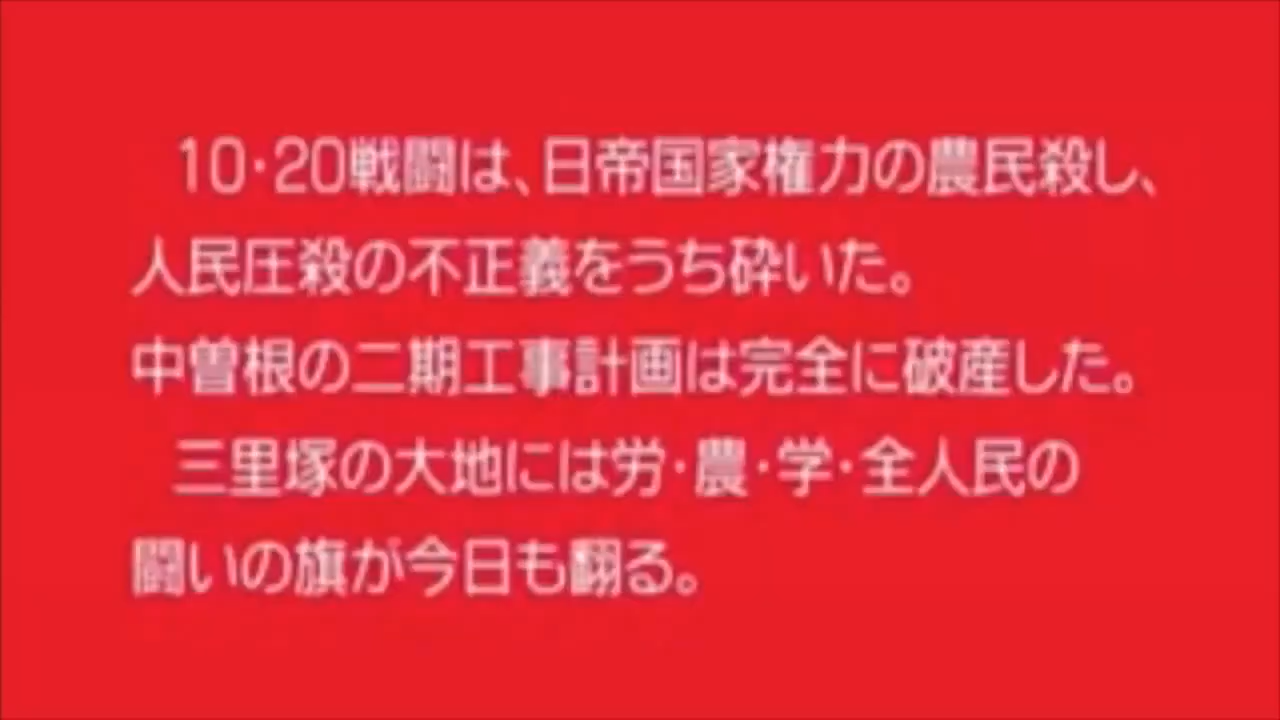 10・20戦闘は、日帝国家権力の農民殺し、
人民圧殺の不正義をうち砕いた。
中曽根の二期工事計画は完全に破産した。
三里塚の大地には労・農・学・全人民の
闘いの旗が今日も翻る。